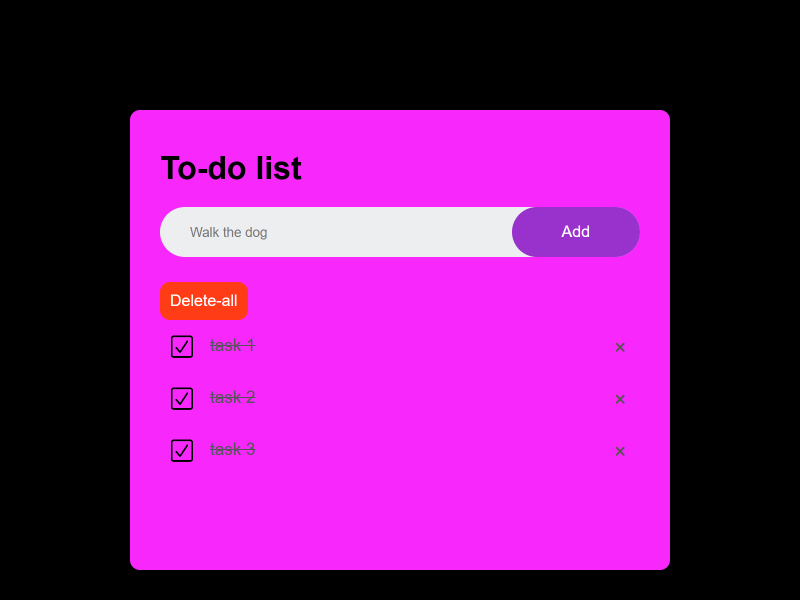 To-do list
Walk the dog Add
Delete-all
task 1 ×
task 2 ×
task 3 ×